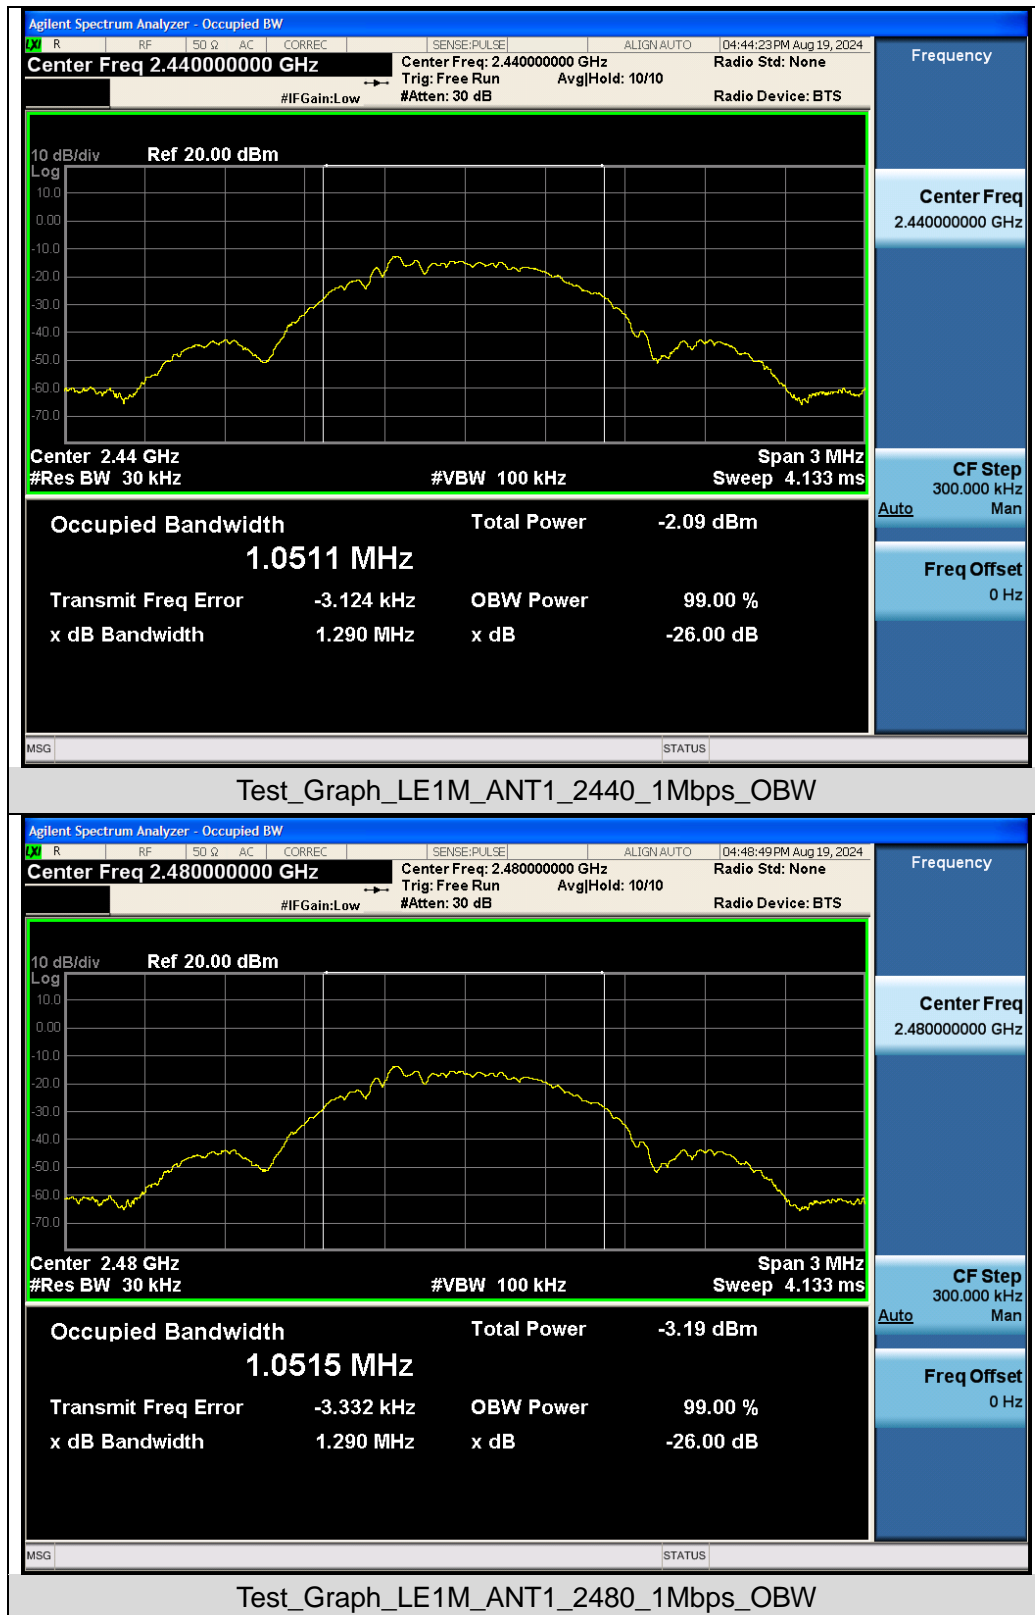 Agilent Spectrum Analyzer - Occupied BW
LXI R RF 50 Ω AC CORREC SENSE:PULSE ALIGN AUTO 04:44:23 PM Aug 19, 2024
Center Freq 2.440000000 GHz Center Freq: 2.440000000 GHz Radio Std: None
Trig: Free Run Avg|Hold: 10/10
#IFGain:Low #Atten: 30 dB Radio Device: BTS
Frequency
10 dB/div Ref 20.00 dBm
Log
10.0
0.00
-10.0
-20.0
-30.0
-40.0
-50.0
-60.0
-70.0
Center 2.44 GHz Span 3 MHz
#Res BW 30 kHz #VBW 100 kHz Sweep 4.133 ms
Center Freq
2.440000000 GHz
CF Step
300.000 kHz
Auto Man
Freq Offset
0 Hz
Occupied Bandwidth Total Power -2.09 dBm
1.0511 MHz
Transmit Freq Error -3.124 kHz OBW Power 99.00 %
x dB Bandwidth 1.290 MHz x dB -26.00 dB
MSG STATUS
Test_Graph_LE1M_ANT1_2440_1Mbps_OBW
Agilent Spectrum Analyzer - Occupied BW
LXI R RF 50 Ω AC CORREC SENSE:PULSE ALIGN AUTO 04:48:49 PM Aug 19, 2024
Center Freq 2.480000000 GHz Center Freq: 2.480000000 GHz Radio Std: None
Trig: Free Run Avg|Hold: 10/10
#IFGain:Low #Atten: 30 dB Radio Device: BTS
Frequency
10 dB/div Ref 20.00 dBm
Log
10.0
0.00
-10.0
-20.0
-30.0
-40.0
-50.0
-60.0
-70.0
Center 2.48 GHz Span 3 MHz
#Res BW 30 kHz #VBW 100 kHz Sweep 4.133 ms
Center Freq
2.480000000 GHz
CF Step
300.000 kHz
Auto Man
Freq Offset
0 Hz
Occupied Bandwidth Total Power -3.19 dBm
1.0515 MHz
Transmit Freq Error -3.332 kHz OBW Power 99.00 %
x dB Bandwidth 1.290 MHz x dB -26.00 dB
MSG STATUS
Test_Graph_LE1M_ANT1_2480_1Mbps_OBW